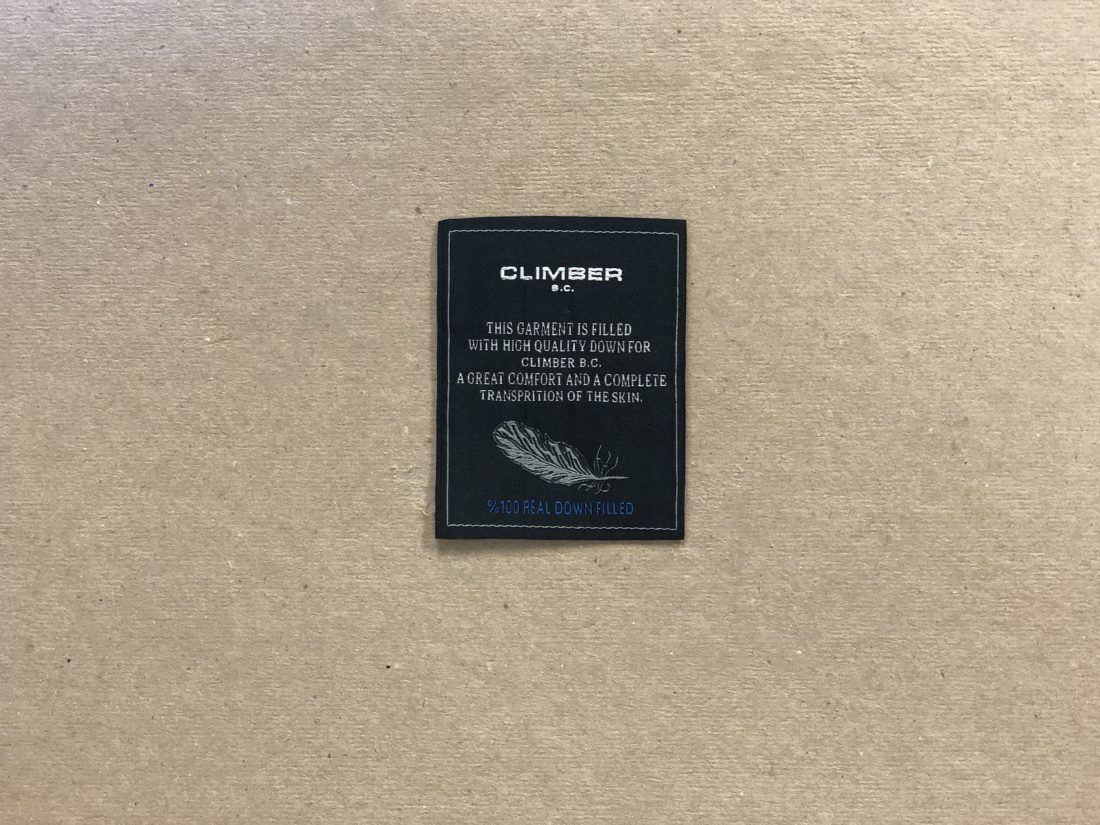 CLIMBER
B.C.
THIS GARMENT IS FILLED
WITH HIGH QUALITY DOWN FOR
CLIMBER B.C.
A GREAT COMFORT AND A COMPLETE
TRANSPRITION OF THE SKIN.
%100 REAL DOWN FILLED